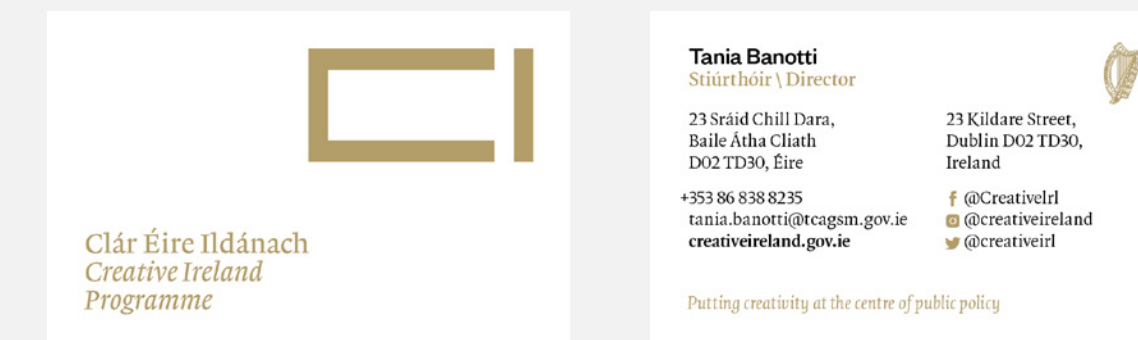 Clár Éire Ildánach
Creative Ireland
Programme
Tania Banotti
Stiúrthóir \ Director
23 Sráid Chill Dara,
Baile Átha Cliath
D02 TD30, Éire
23 Kildare Street,
Dublin D02 TD30,
Ireland
+353 86 838 8235
tania.banotti@tcagsm.gov.ie
creativeireland.gov.ie
@CreativeIrl
@creativeireland
@creativeirl
Putting creativity at the centre of public policy